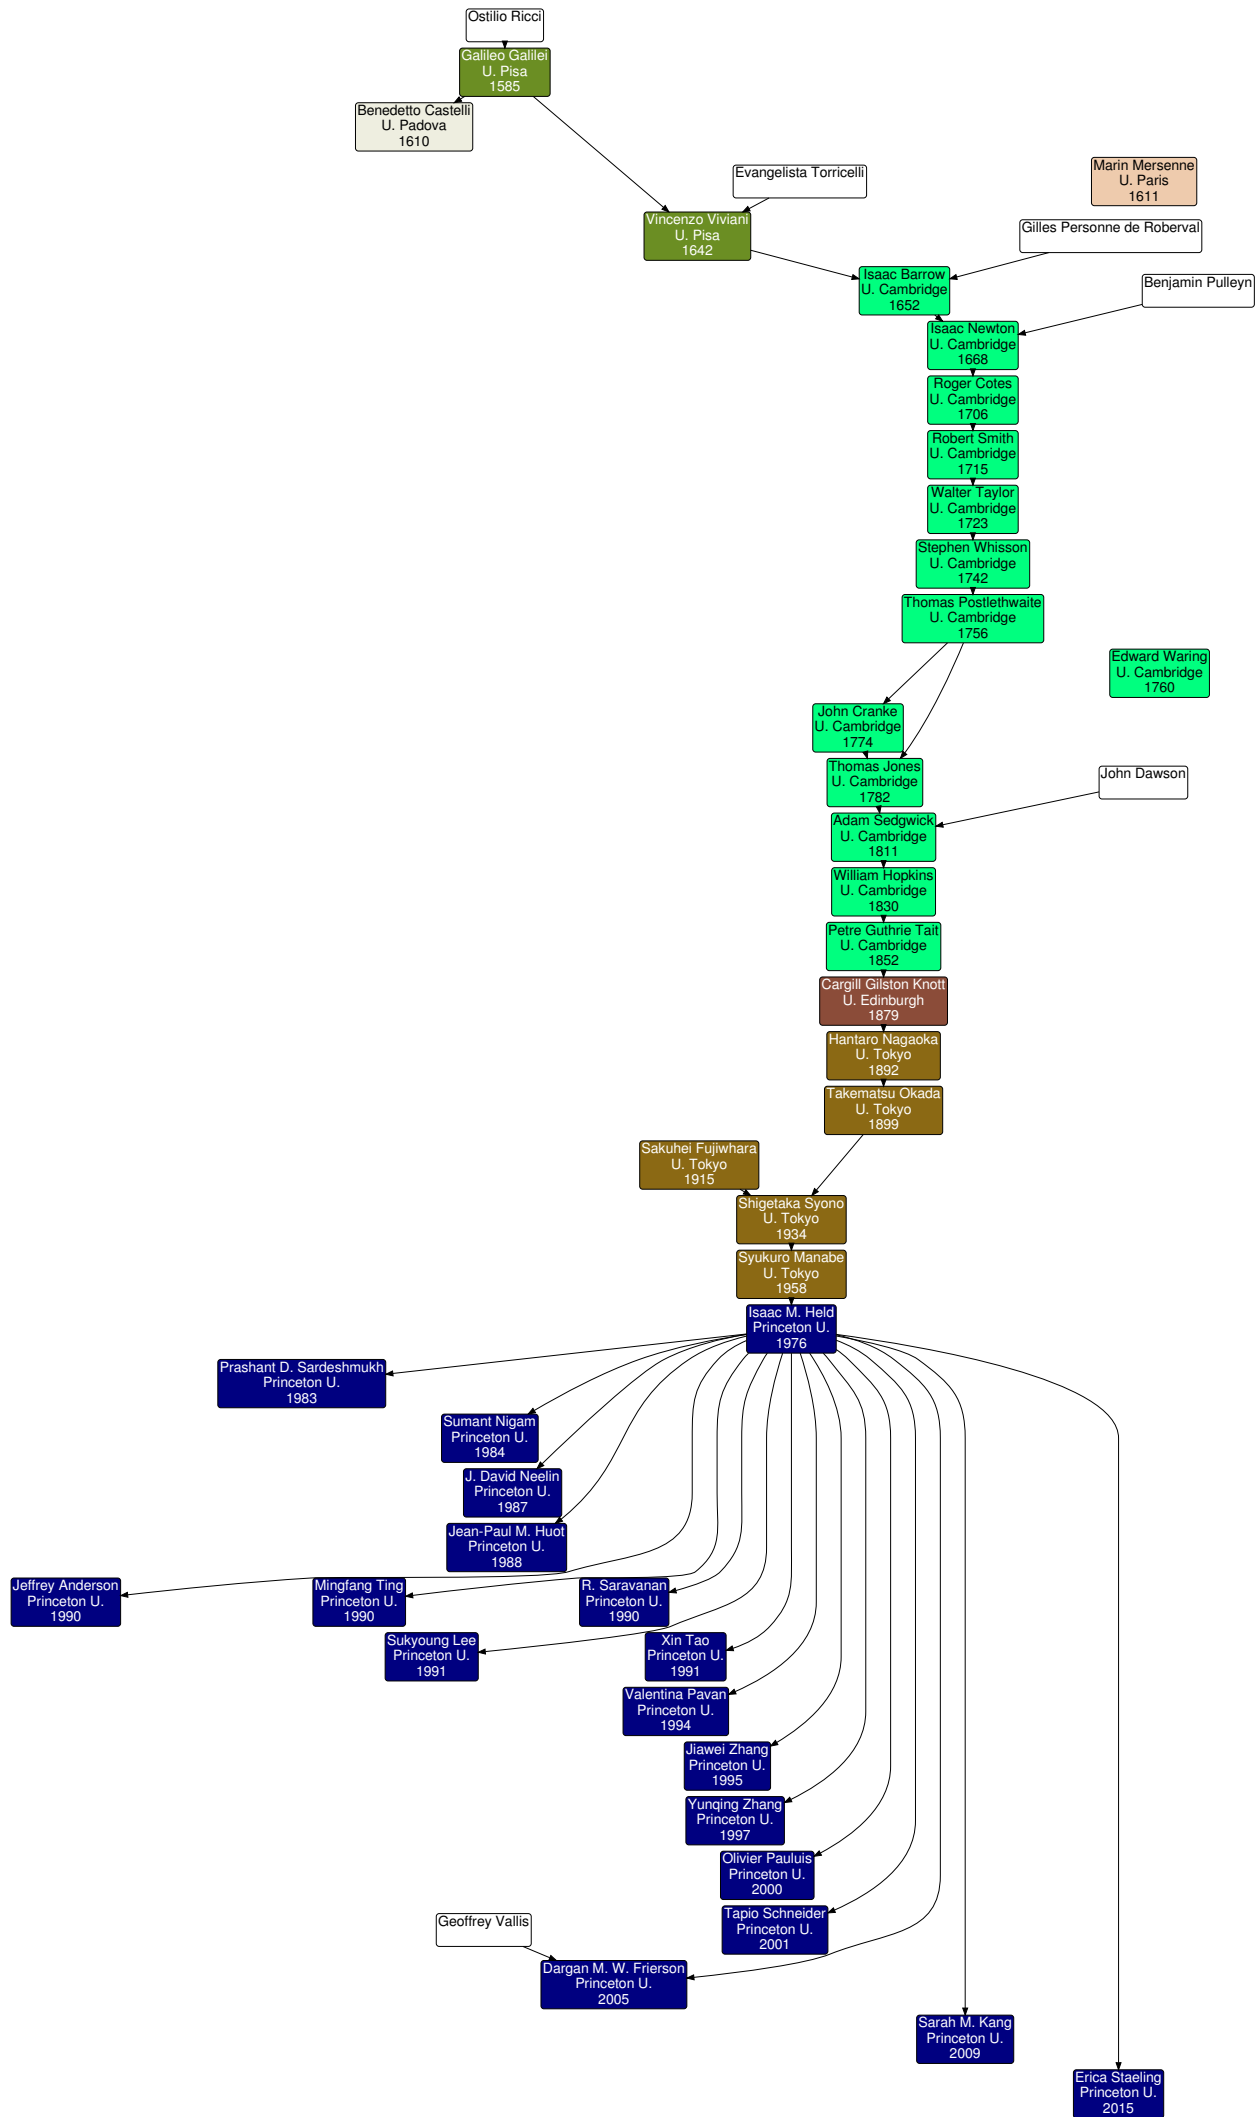 Ostilio Ricci
Galileo Galilei
U. Pisa
1585
Benedetto Castelli
U. Padova
1610
Marin Mersenne
U. Paris
1611
Evangelista Torricelli
Vincenzo Viviani
U. Pisa
1642
Gilles Personne de Roberval
Isaac Barrow
U. Cambridge
1652
Benjamin Pulleyn
Isaac Newton
U. Cambridge
1668
Roger Cotes
U. Cambridge
1706
Robert Smith
U. Cambridge
1715
Walter Taylor
U. Cambridge
1723
Stephen Whisson
U. Cambridge
1742
Thomas Postlethwaite
U. Cambridge
1756
Edward Waring
U. Cambridge
1760
John Cranke
U. Cambridge
1774
Thomas Jones
U. Cambridge
1782
John Dawson
Adam Sedgwick
U. Cambridge
1811
William Hopkins
U. Cambridge
1830
Petre Guthrie Tait
U. Cambridge
1852
Cargill Gilston Knott
U. Edinburgh
1879
Hantaro Nagaoka
U. Tokyo
1892
Takematsu Okada
U. Tokyo
1899
Sakuhei Fujiwhara
U. Tokyo
1915
Shigetaka Syono
U. Tokyo
1934
Syukuro Manabe
U. Tokyo
1958
Isaac M. Held
Princeton U.
1976
Prashant D. Sardeshmukh
Princeton U.
1983
Sumant Nigam
Princeton U.
1984
J. David Neelin
Princeton U.
1987
Jean-Paul M. Huot
Princeton U.
1988
Jeffrey Anderson
Princeton U.
1990
Mingfang Ting
Princeton U.
1990
R. Saravanan
Princeton U.
1990
Sukyoung Lee
Princeton U.
1991
Xin Tao
Princeton U.
1991
Valentina Pavan
Princeton U.
1994
Jiawei Zhang
Princeton U.
1995
Yunqing Zhang
Princeton U.
1997
Olivier Pauluis
Princeton U.
2000
Tapio Schneider
Princeton U.
2001
Geoffrey Vallis
Dargan M. W. Frierson
Princeton U.
2005
Sarah M. Kang
Princeton U.
2009
Erica Staeling
Princeton U.
2015